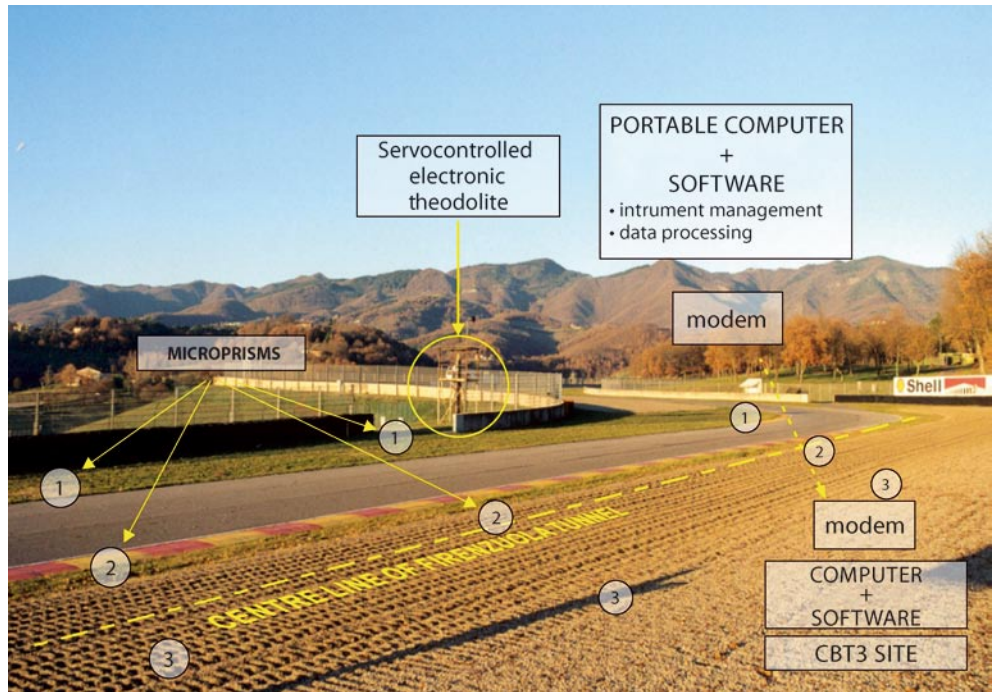 PORTABLE COMPUTER
+
SOFTWARE
• intrument management
• data processing
Servocontrolled
electronic
theodolite
modem
MICROPRISMS
Shell
1
1
1
2
2
3
2
modem
CENTRE LINE OF FIRENZUOLA TUNNEL
3
3
COMPUTER
+
SOFTWARE
CBT3 SITE